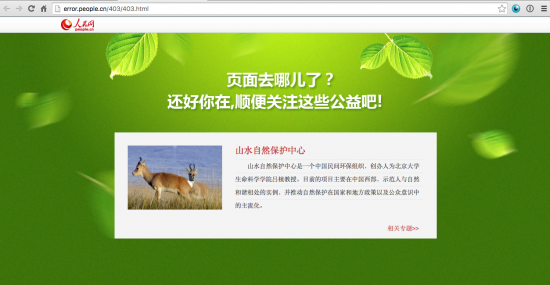 error.people.cn/403/403.html
人民网
people.cn
页面去哪儿了？
还好你在,顺便关注这些公益吧!
山水自然保护中心
山水自然保护中心是一个中国民间环保组织，创办人为北京大学
生命科学学院吕植教授。目前的项目主要在中国西部，示范人与自然
和谐相处的实例，并推动自然保护在国家和地方政策以及公众意识中
的主流化。
相关专题>>